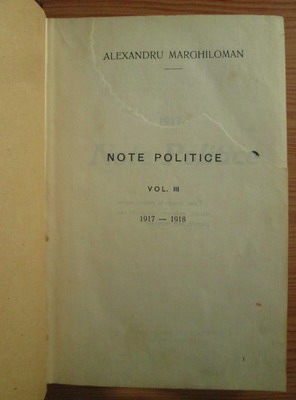 ALEXANDRU MARGHILOMAN
NOTE POLITICE
VOL. III
1917 — 1918